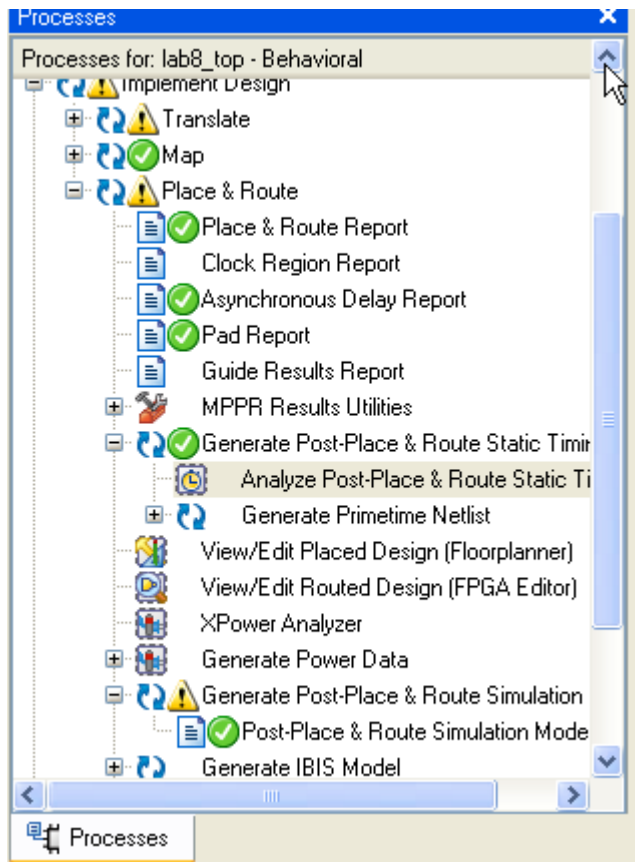 Processes
Processes for: lab8_top - Behavioral
Implement Design
Translate
Map
Place & Route
Place & Route Report
Clock Region Report
Asynchronous Delay Report
Pad Report
Guide Results Report
MPPR Results Utilities
Generate Post-Place & Route Static Timin
Analyze Post-Place & Route Static Ti
Generate Primetime Netlist
View/Edit Placed Design (Floorplanner)
View/Edit Routed Design (FPGA Editor)
XPower Analyzer
Generate Power Data
Generate Post-Place & Route Simulation
Post-Place & Route Simulation Mode
Generate IBIS Model
Processes